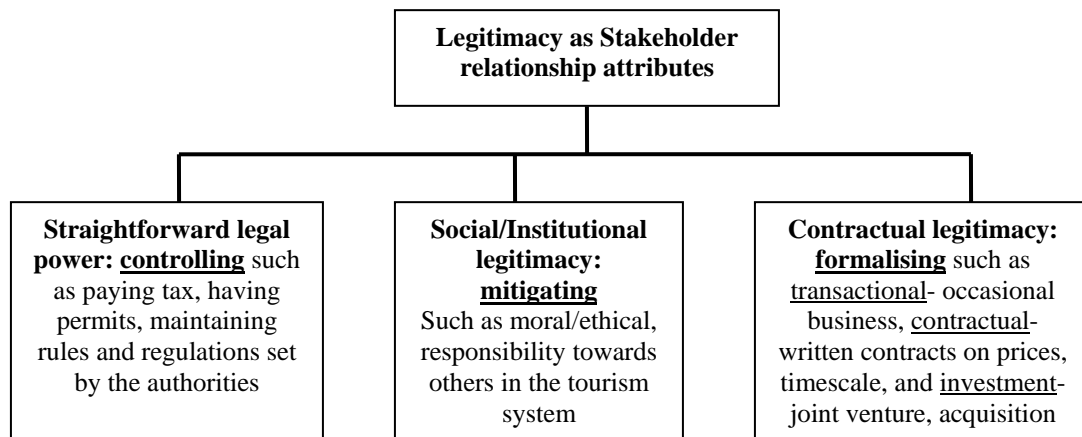 Legitimacy as Stakeholder
relationship attributes
Straightforward legal
power: controlling such
as paying tax, having
permits, maintaining
rules and regulations set
by the authorities
Social/Institutional
legitimacy:
mitigating
Such as moral/ethical,
responsibility towards
others in the tourism
system
Contractual legitimacy:
formalising such as
transactional- occasional
business, contractual-
written contracts on prices,
timescale, and investment-
joint venture, acquisition